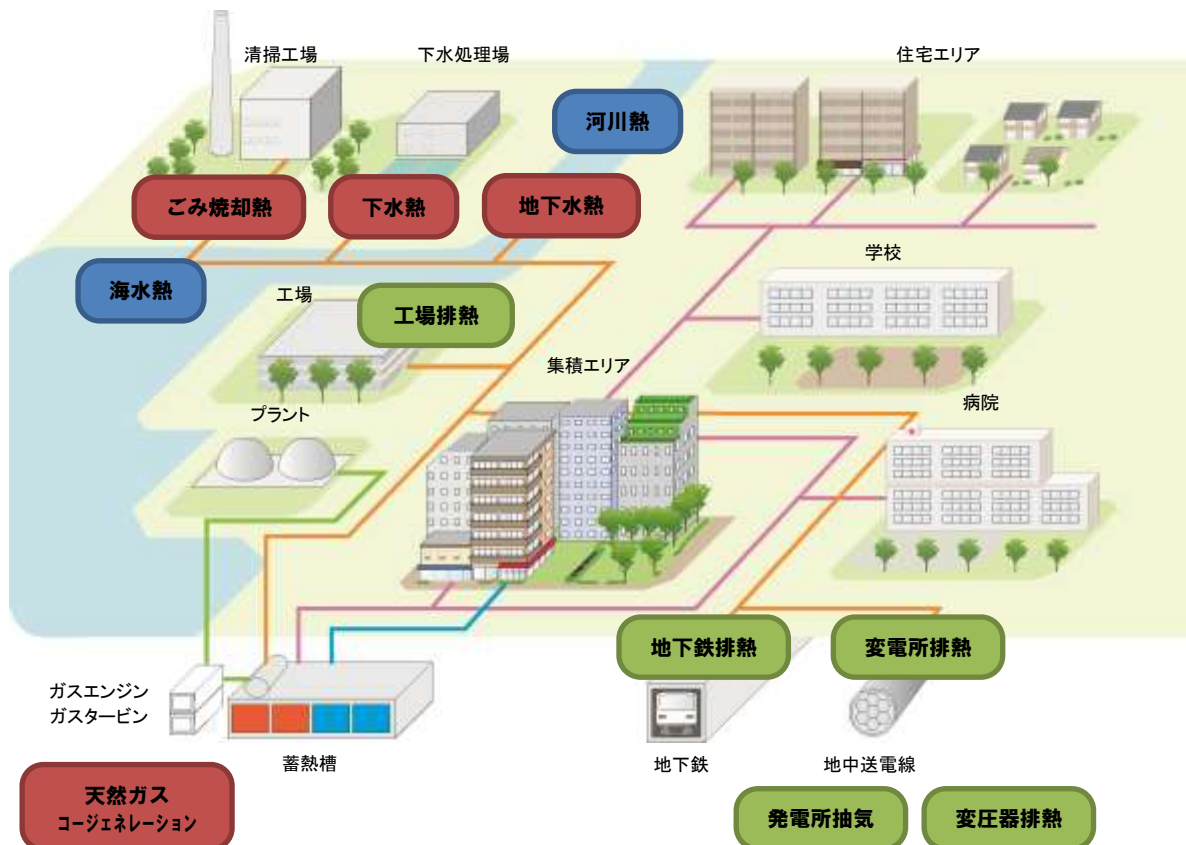 清掃工場
下水処理場
住宅エリア
河川熱
ごみ焼却熱
下水熱
地下水熱
学校
海水熱
工場
工場排熱
集積エリア
病院
プラント
地下鉄排熱
変電所排熱
ガスエンジン
ガスタービン
蓄熱槽
地下鉄
地中送電線
天然ガス
コージェネレーション
発電所抽気
変圧器排熱